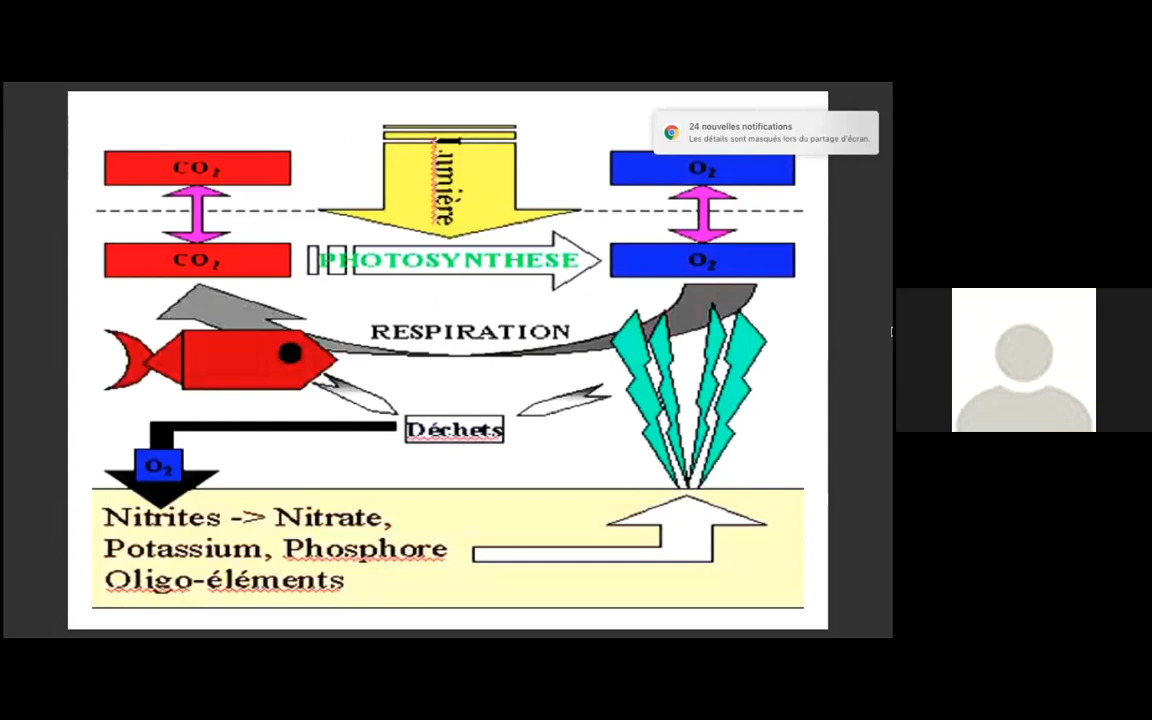 24 nouvelles notifications
Les détails sont masqués lors du partage d'écran.
CO₂
Lumière
O₂
CO₂
PHOTOSYNTHESE
O₂
RESPIRATION
Déchets
O₂
Nitrites -> Nitrate,
Potassium, Phosphore
Oligo-éléments